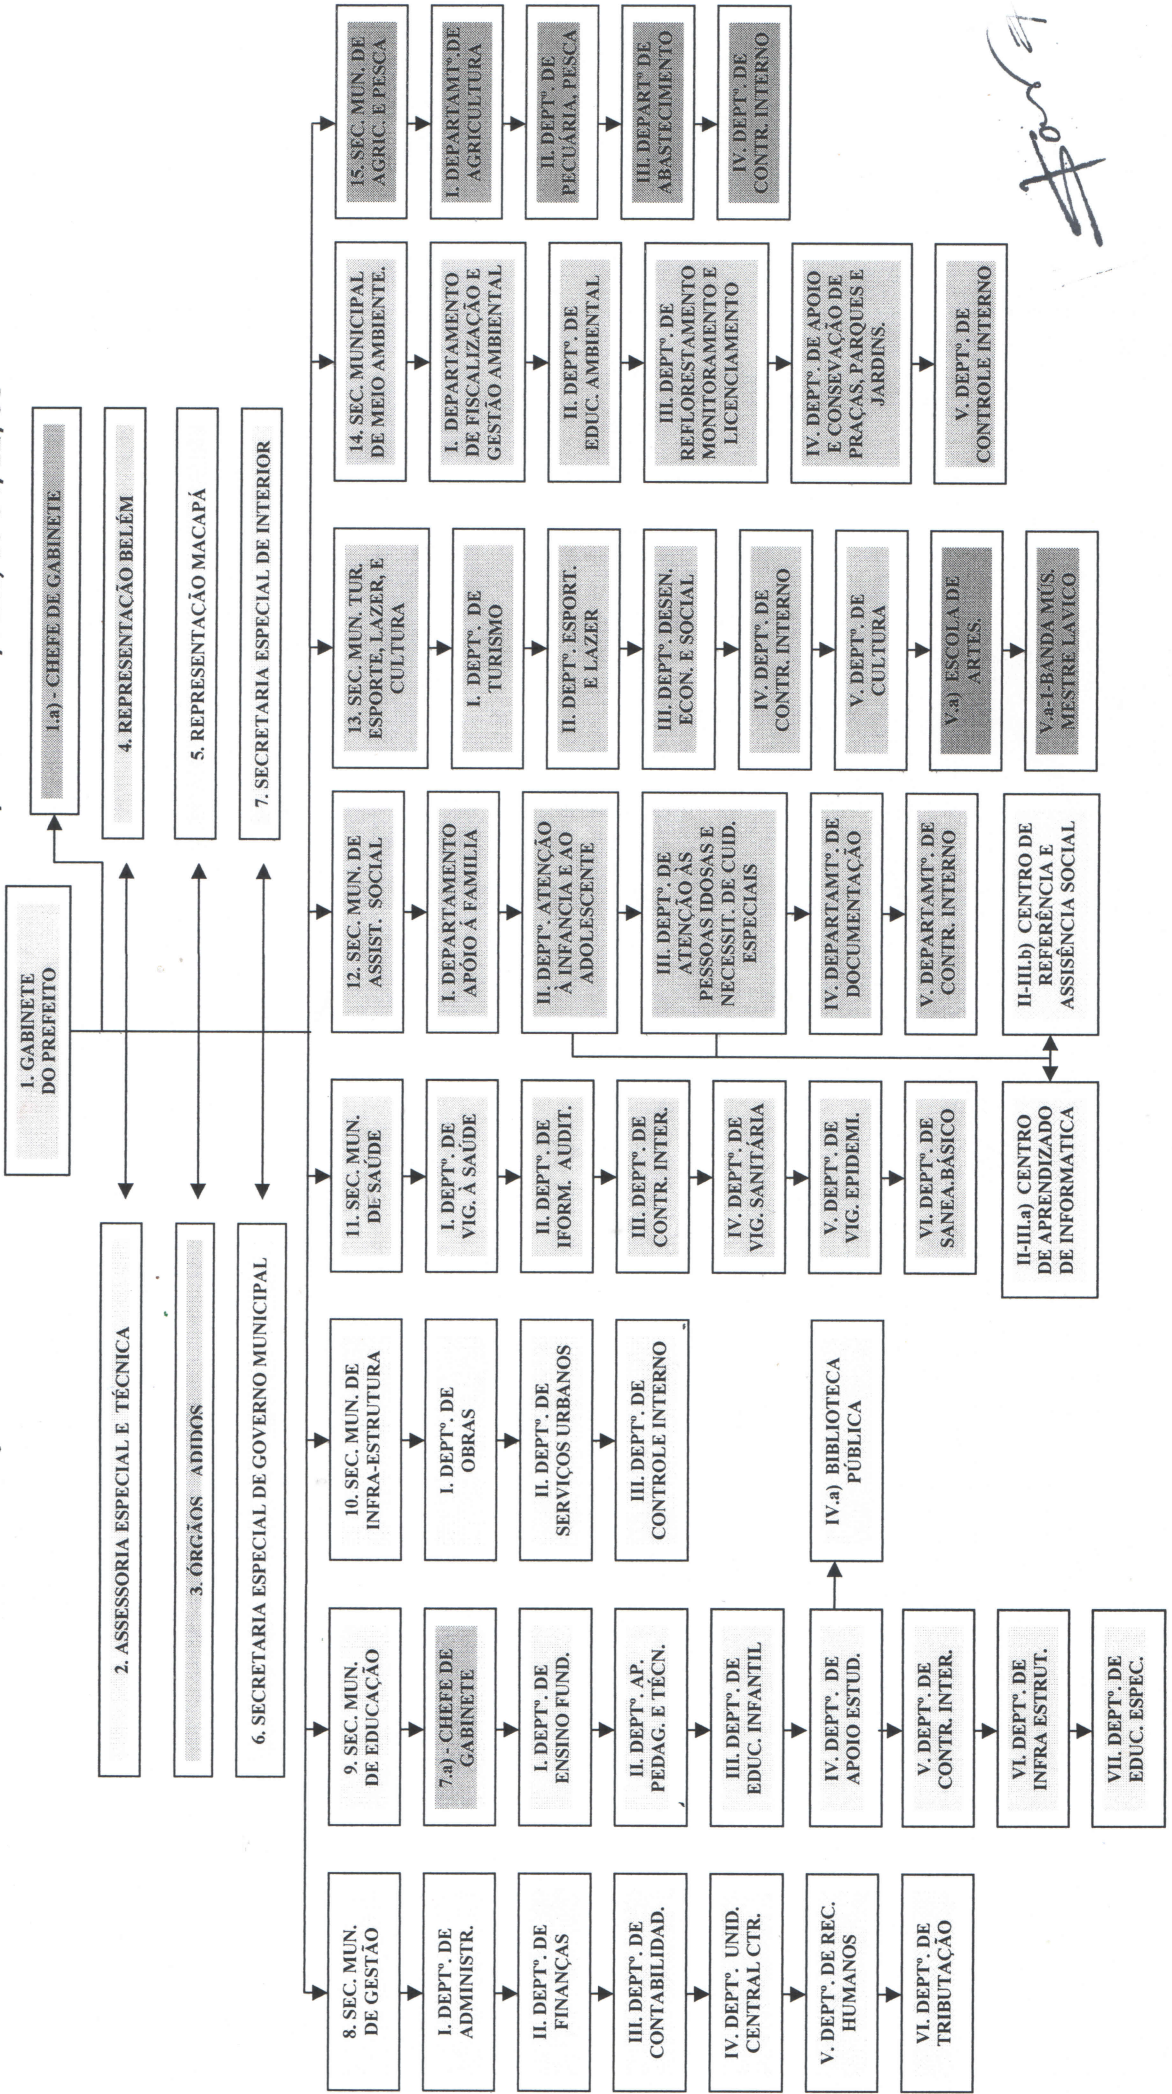 1. GABINETE
DO PREFEITO
1.a) - CHEFE DE GABINETE
2. ASSESSORIA ESPECIAL E TÉCNICA
4. REPRESENTAÇÃO BELÉM
3. ÓRGÃOS ADIDOS
5. REPRESENTAÇÃO MACAPÁ
6. SECRETARIA ESPECIAL DE GOVERNO MUNICIPAL
7. SECRETARIA ESPECIAL DE INTERIOR
8. SEC. MUN.
DE GESTÃO
I. DEPTº. DE
ADMINISTR.
II. DEPTº. DE
FINANÇAS
III. DEPTº. DE
CONTABILIDAD.
IV. DEPTº. UNID.
CENTRAL CTR.
V. DEPTº. DE REC.
HUMANOS
VI. DEPTº. DE
TRIBUTAÇÃO
9. SEC. MUN.
DE EDUCAÇÃO
7.a) - CHEFE DE
GABINETE
I. DEPTº. DE
ENSINO FUND.
II. DEPTº. AP.
PEDAG. E TÉCN.
III. DEPTº. DE
EDUC. INFANTIL
IV. DEPTº. DE
APOIO ESTUD.
IV.a) BIBLIOTECA
PÚBLICA
V. DEPTº. DE
CONTR. INTER.
VI. DEPTº. DE
INFRA ESTRUT.
VII. DEPTº. DE
EDUC. ESPEC.
10. SEC. MUN. DE
INFRA-ESTRUTURA
I. DEPTº. DE
OBRAS
II. DEPTº. DE
SERVIÇOS URBANOS
III. DEPTº. DE
CONTROLE INTERNO
11. SEC. MUN.
DE SAÚDE
I. DEPTº. DE
VIG. À SAÚDE
II. DEPTº. DE
IFORM. AUDIT.
III. DEPTº. DE
CONTR. INTER.
IV. DEPTº. DE
VIG. SANITÁRIA
V. DEPTº. DE
VIG. EPIDEMI.
VI. DEPTº. DE
SANEA.BÁSICO
II-III.a) CENTRO
DE APRENDIZADO
DE INFORMATICA
12. SEC. MUN. DE
ASSIST. SOCIAL
I. DEPARTAMENTO
APÓIO Á FAMILIA
II. DEPTº. ATENÇÃO
À INFANCIA E AO
ADOLESCENTE
III. DEPTº. DE
ATENÇÃO ÀS
PESSOAS IDOSAS E
NECESSIT. DE CUID.
ESPECIAIS
IV. DEPARTAMTº. DE
DOCUMENTAÇÃO
V. DEPARTAMTº. DE
CONTR. INTERNO
II-III.b) CENTRO DE
REFERÊNCIA E
ASSISÊNCIA SOCIAL
13. SEC. MUN. TUR.
ESPORTE, LAZER, E
CULTURA
I. DEPTº. DE
TURISMO
II. DEPTº. ESPORT.
E LAZER
III. DEPTº. DESEN.
ECON. E SOCIAL
IV. DEPTº. DE
CONTR. INTERNO
V. DEPTº. DE
CULTURA
V.a) ESCOLA DE
ARTES.
V.a-1-BANDA MUS.
MESTRE LAVICO
14. SEC. MUNICIPAL
DE MEIO AMBIENTE.
I. DEPARTAMENTO
DE FISCALIZAÇÃO E
GESTÃO AMBIENTAL
II. DEPTº. DE
EDUC. AMBIENTAL
III. DEPTº. DE
REFLORESTAMENTO
MONITORAMENTO E
LICENCIAMENTO
IV. DEPTº. DE APOIO
E CONSEVAÇÃO DE
PRAÇAS, PARQUES E
JARDINS.
V. DEPTº. DE
CONTROLE INTERNO
15. SEC. MUN. DE
AGRIC. E PESCA
I. DEPARTAMTº.DE
AGRICULTURA
II. DEPTº. DE
PECUÁRIA, PESCA
III. DEPARTº DE
ABASTECIMENTO
IV. DEPTº. DE
CONTR. INTERNO